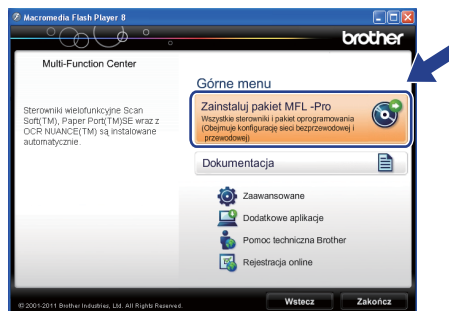 Macromedia Flash Player 8
brother
Multi-Function Center
Górne menu
Sterowniki wielofunkcyjne Scan
Soft(TM), Paper Port(TM)SE wraz z
OCR NUANCE(TM) są instalowane
automatycznie.
Zainstaluj pakiet MFL -Pro
Wszystkie sterowniki i pakiet oprogramowania
(Obejmuje konfigurację sieci bezprzewodowej i
przewodowej)
Dokumentacja
Zaawansowane
Dodatkowe aplikacje
Pomoc techniczna Brother
Rejestracja online
© 2001-2011 Brother Industries, Ltd. All Rights Reserved.
Wstecz
Zakończ